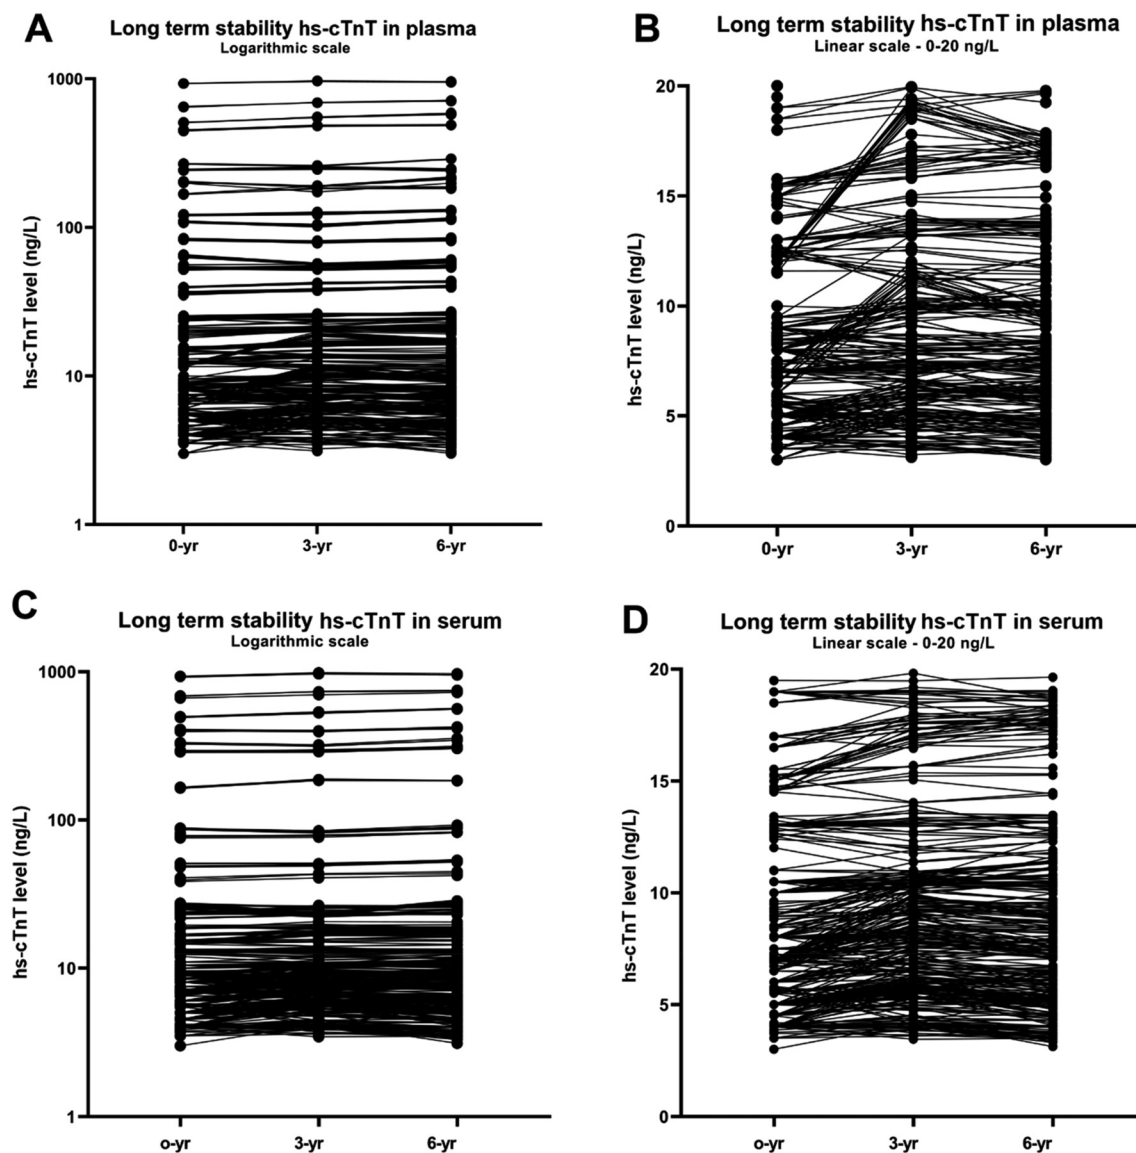 A
Long term stability hs-cTnT in plasma
Logarithmic scale
hs-cTnT level (ng/L)
1000
100
10
1
0-yr 3-yr 6-yr
B
Long term stability hs-cTnT in plasma
Linear scale - 0-20 ng/L
hs-cTnT level (ng/L)
20
15
10
5
0
0-yr 3-yr 6-yr
C
Long term stability hs-cTnT in serum
Logarithmic scale
hs-cTnT level (ng/L)
1000
100
10
1
o-yr 3-yr 6-yr
D
Long term stability hs-cTnT in serum
Linear scale - 0-20 ng/L
hs-cTnT level (ng/L)
20
15
10
5
0
o-yr 3-yr 6-yr